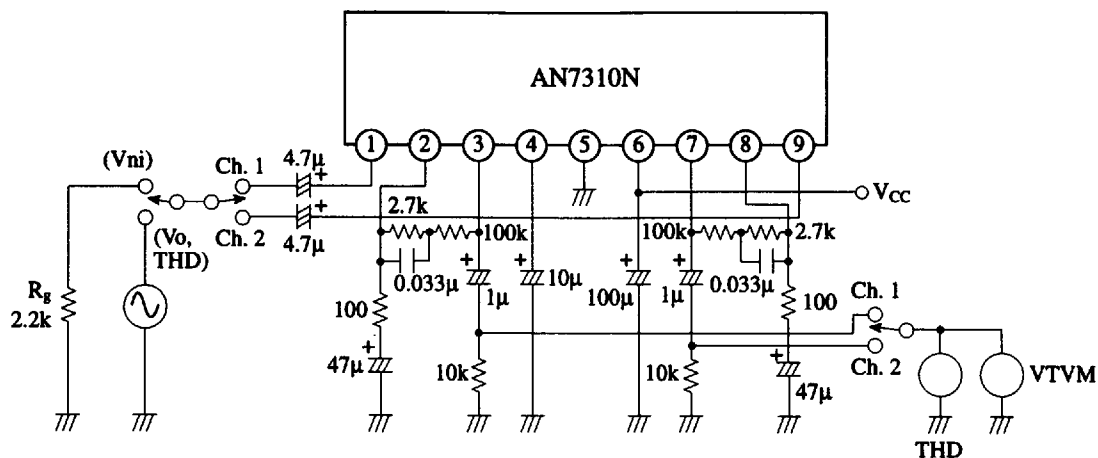 AN7310N
1 2 3 4 5 6 7 8 9
(Vni)
Ch. 1
4.7μ
+
+
VCC
Ch. 2
4.7μ
(Vo,
THD)
2.7k
100k
100k
2.7k
+
+
+
+
0.033μ
1μ
10μ
100μ
1μ
0.033μ
Rg
2.2k
100
100
Ch. 1
+
47μ
10k
10k
+
47μ
Ch. 2
VTVM
THD